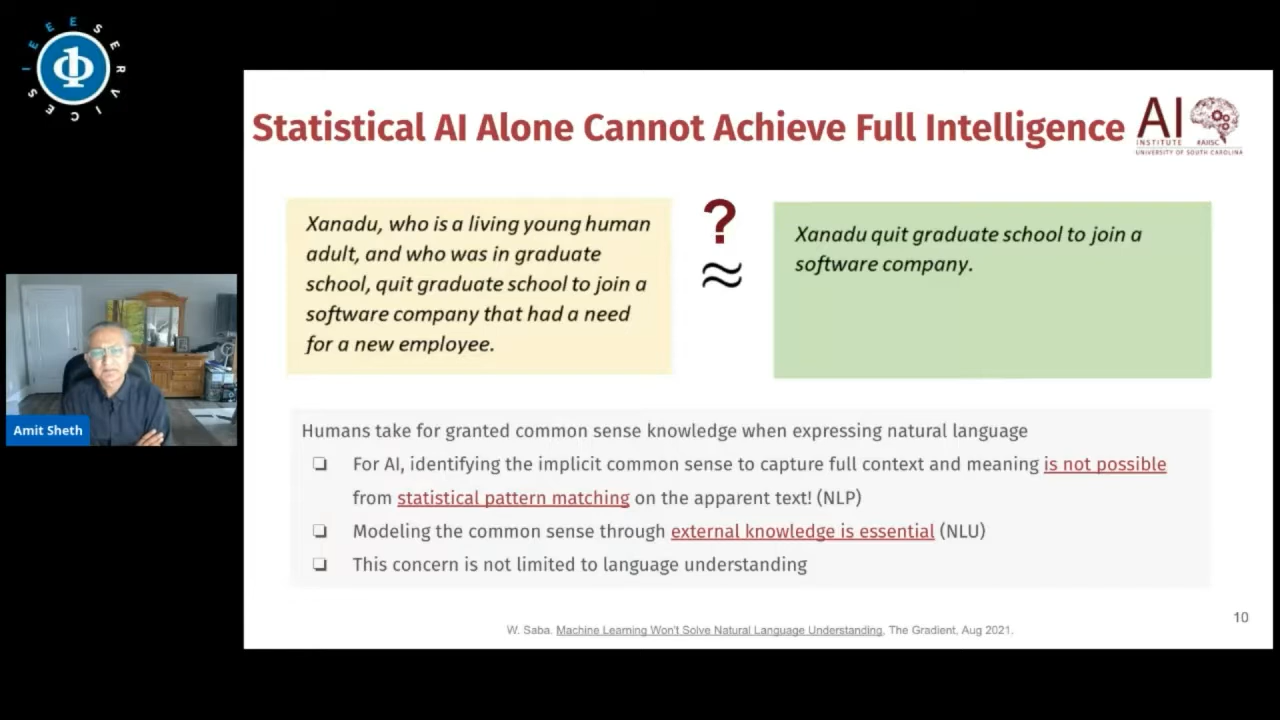 IEEE SERVICES
Statistical AI Alone Cannot Achieve Full Intelligence
AI
INSTITUTE #AIISC
UNIVERSITY OF SOUTH CAROLINA
Xanadu, who is a living young human
adult, and who was in graduate
school, quit graduate school to join a
software company that had a need
for a new employee.
?
≈
Xanadu quit graduate school to join a
software company.
Amit Sheth
Humans take for granted common sense knowledge when expressing natural language
❏ For AI, identifying the implicit common sense to capture full context and meaning is not possible
from statistical pattern matching on the apparent text! (NLP)
❏ Modeling the common sense through external knowledge is essential (NLU)
❏ This concern is not limited to language understanding
10
W. Saba. Machine Learning Won't Solve Natural Language Understanding, The Gradient, Aug 2021.